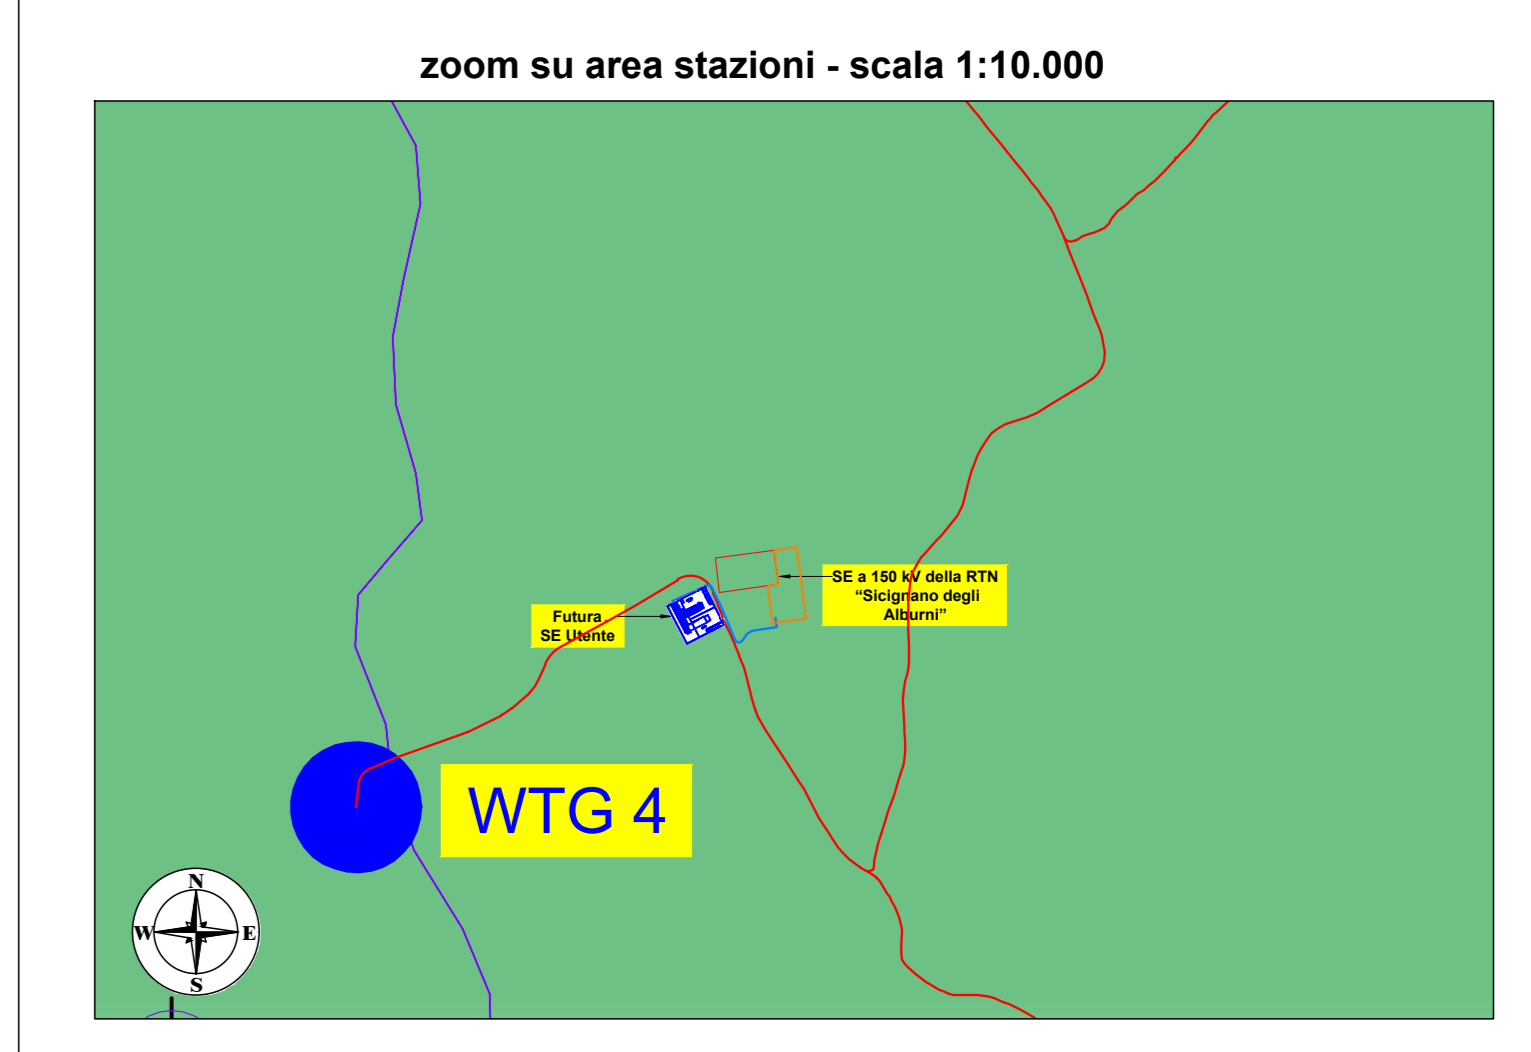 zoom su area stazioni - scala 1:10.000
SE a 150 kV della RTN
“Sicignano degli
Alburni”
Futura
SE Utente
WTG 4
N
W E
S